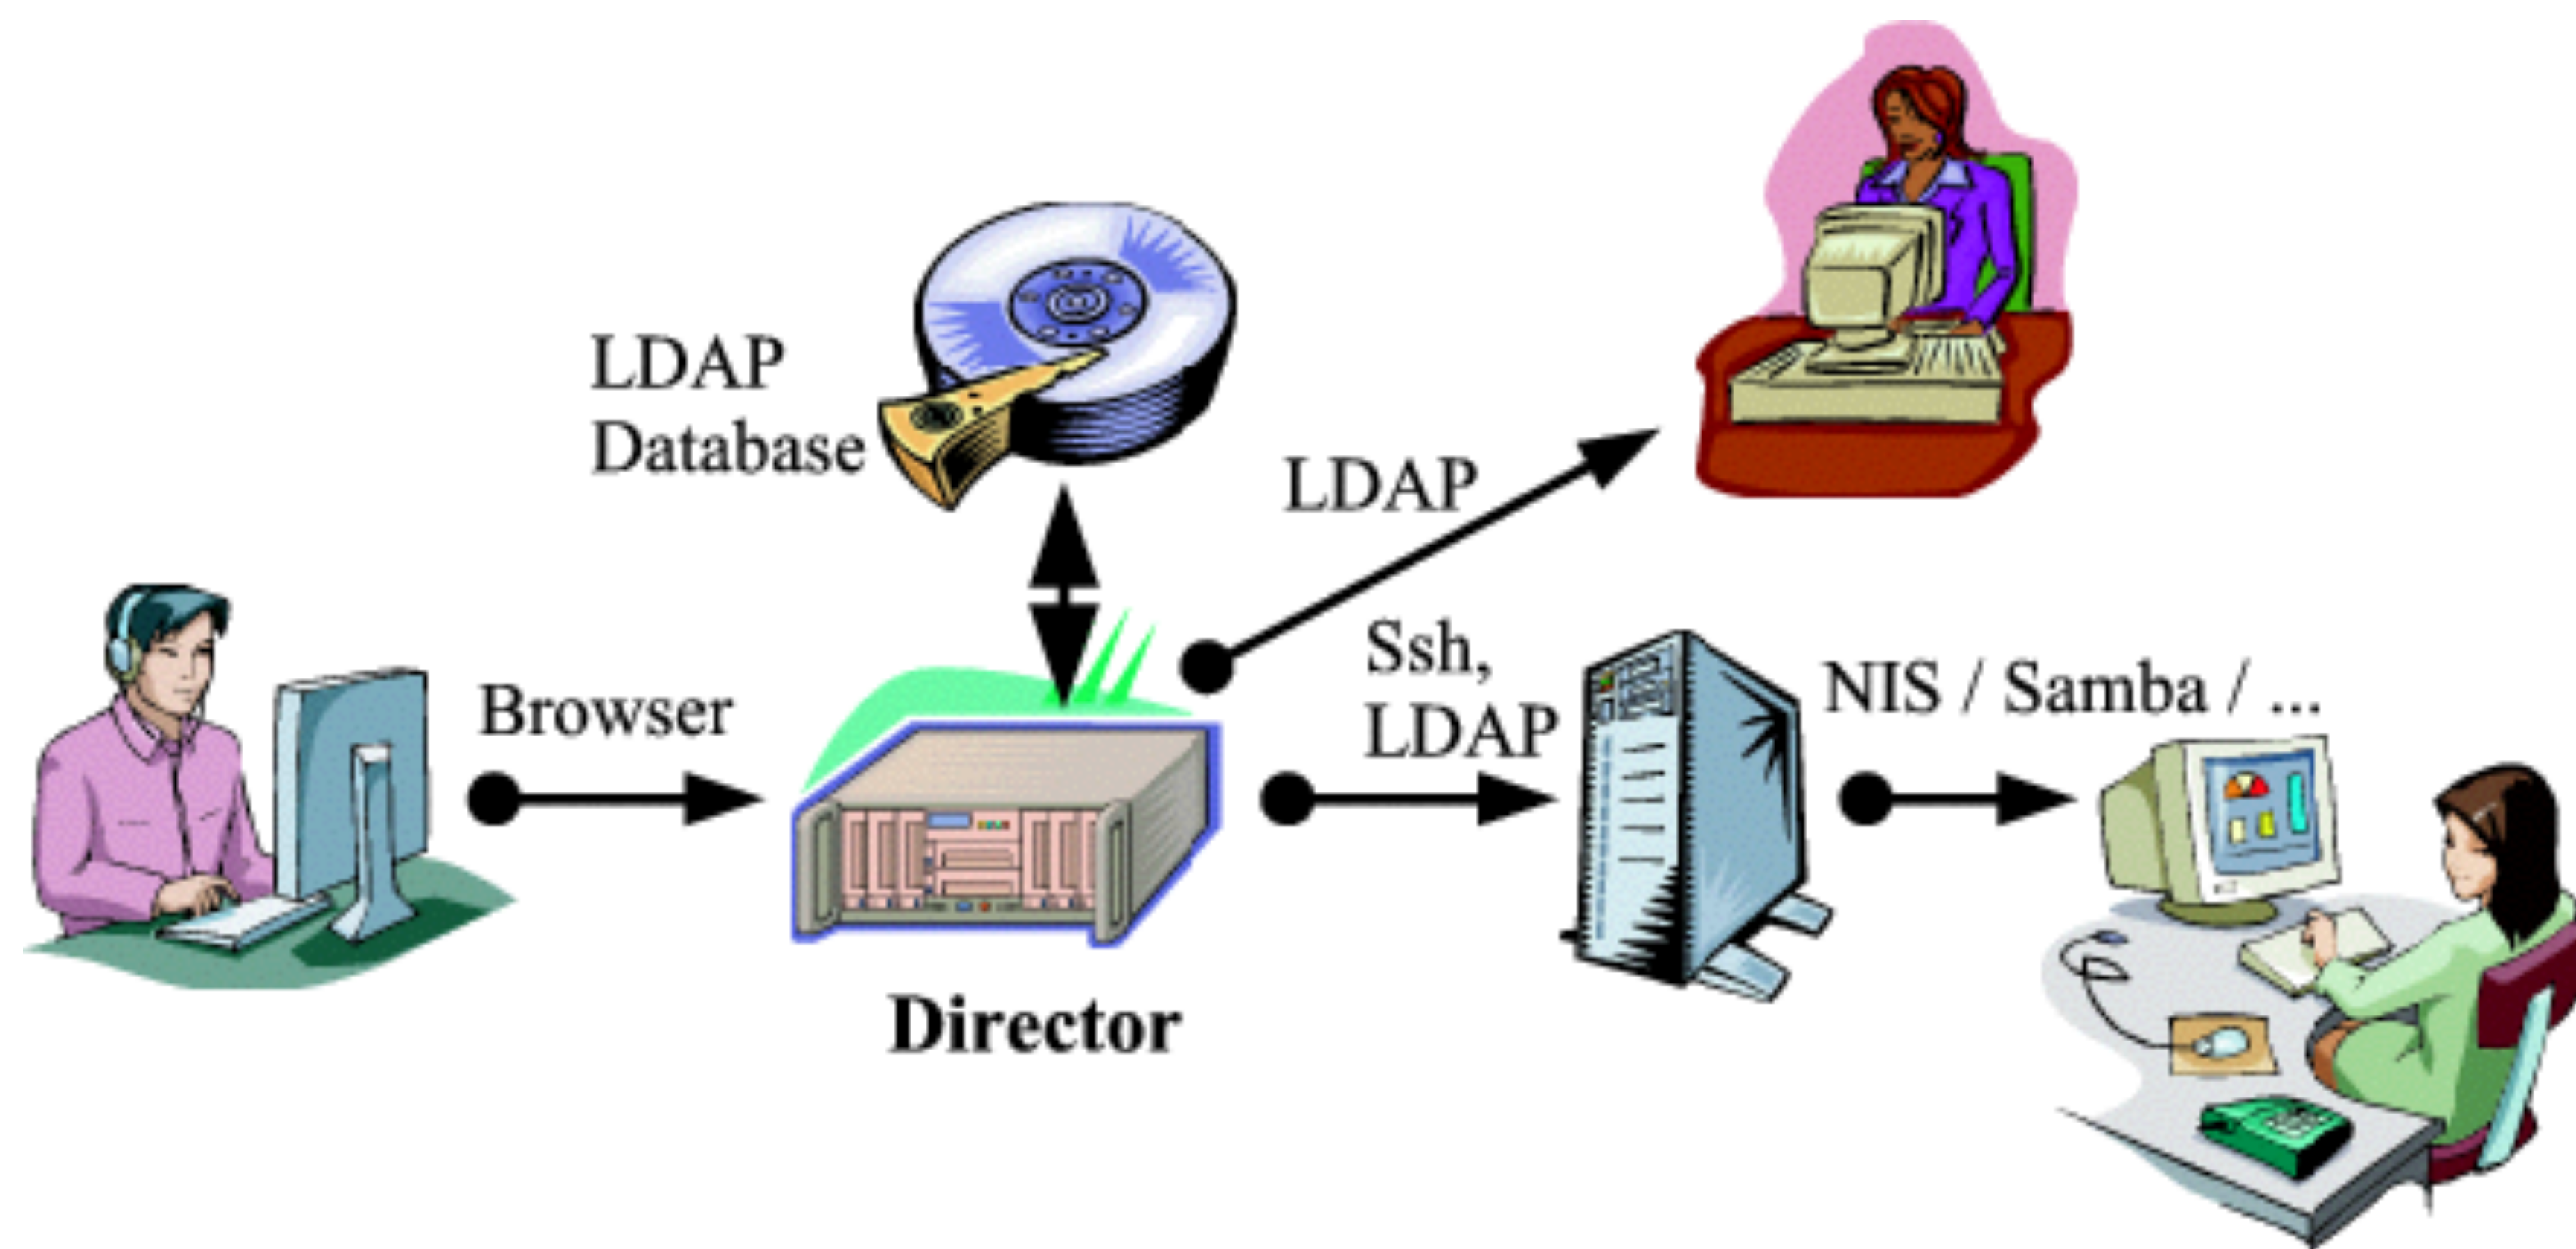 LDAP
Database
LDAP
Browser
Ssh,
LDAP
NIS / Samba / ...
Director